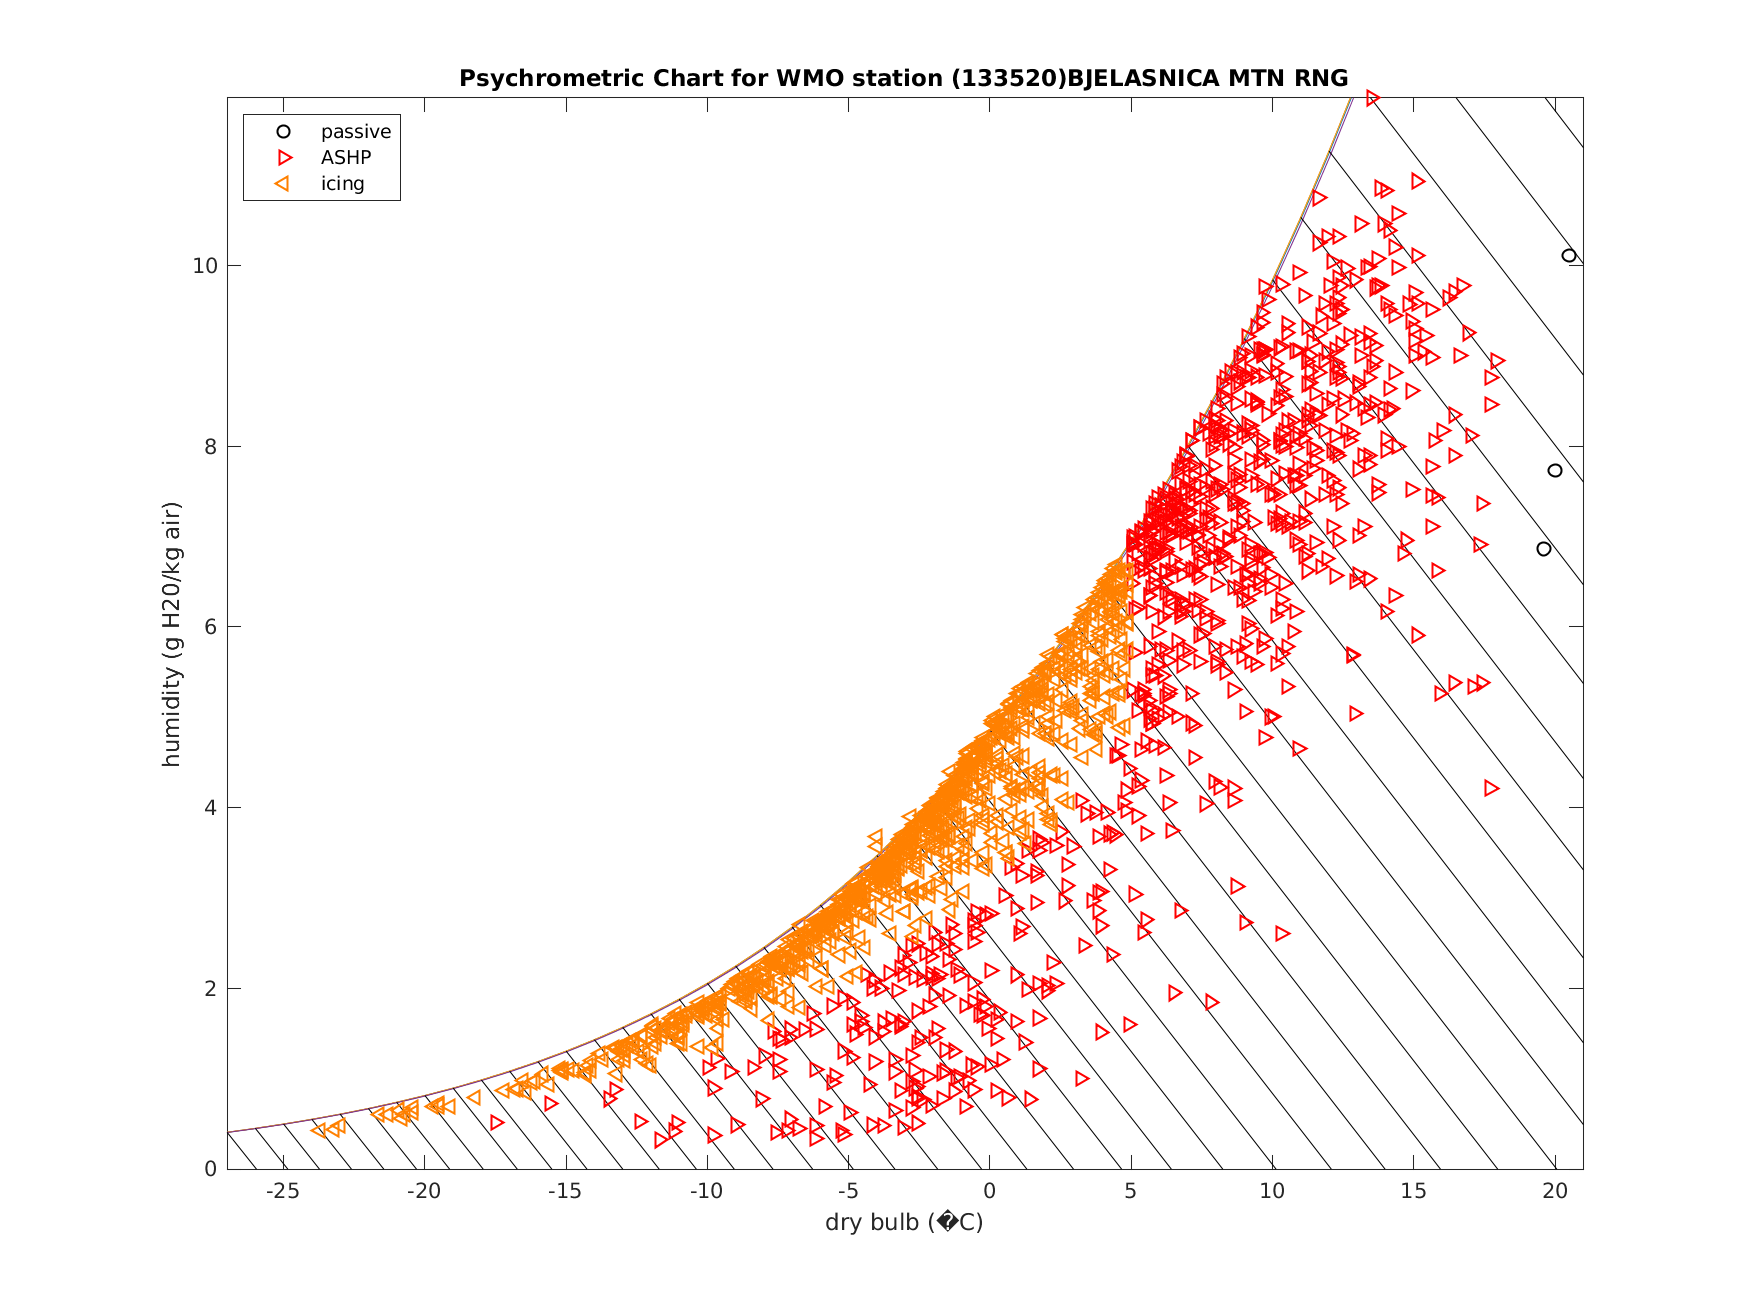 Psychrometric Chart for WMO station (133520)BJELASNICA MTN RNG
passive
ASHP
icing
10
8
6
4
2
0
humidity (g H20/kg air)
-25 -20 -15 -10 -5 0 5 10 15 20
dry bulb (�C)